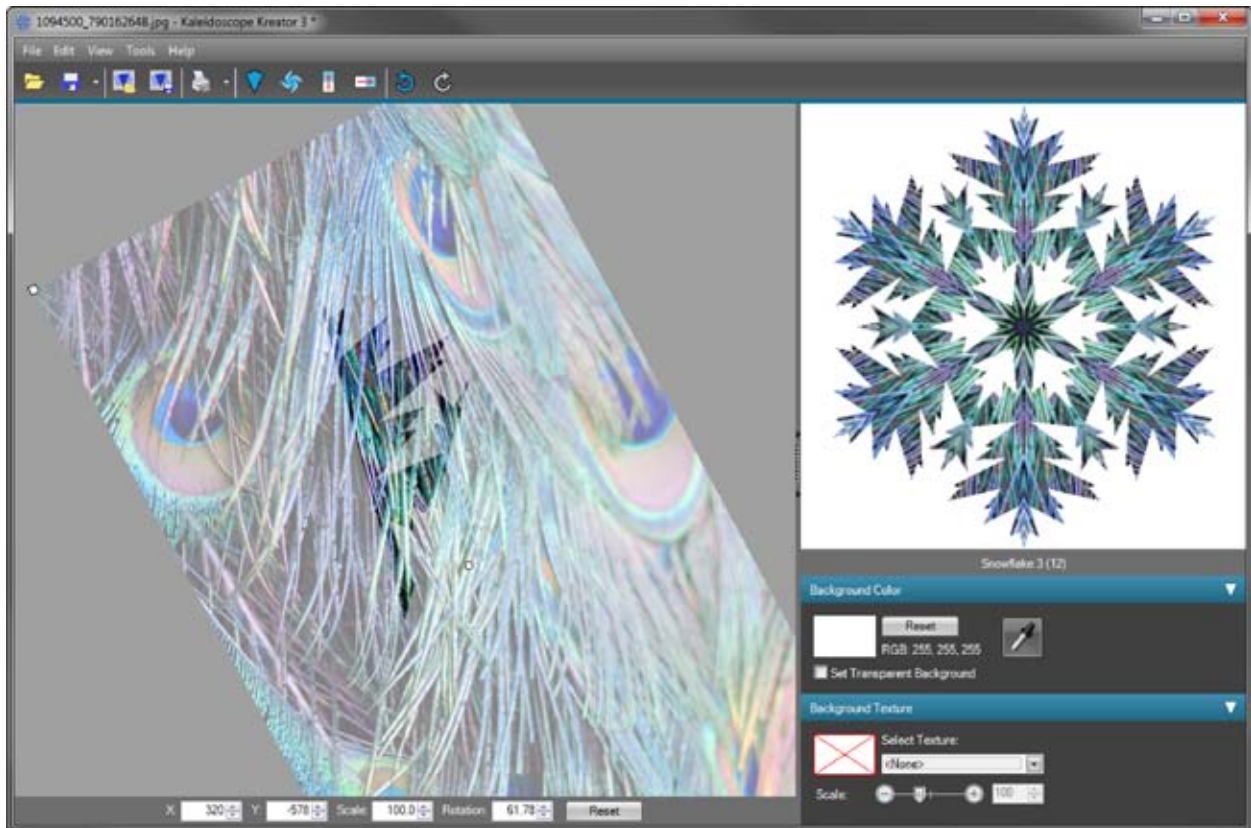 1094500_790162648.jpg - Kaleidoscope Kreator 3 *
File Edit View Tools Help
Snowflake 3 (12)
Background Color
Reset
RGB: 255, 255, 255
Set Transparent Background
Background Texture
Select Texture:
<None>
Scale: 100
X: 320 Y: -578 Scale: 100.0 Rotation: 61.78 Reset